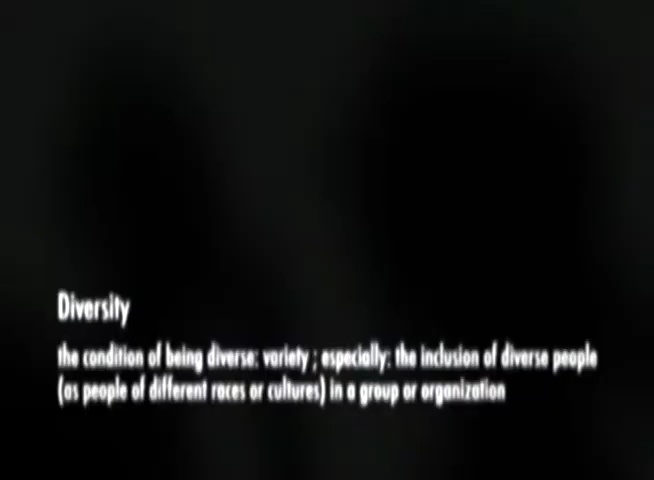 Diversity
the condition of being diverse: variety ; especially: the inclusion of diverse people
(as people of different races or cultures) in a group or organization